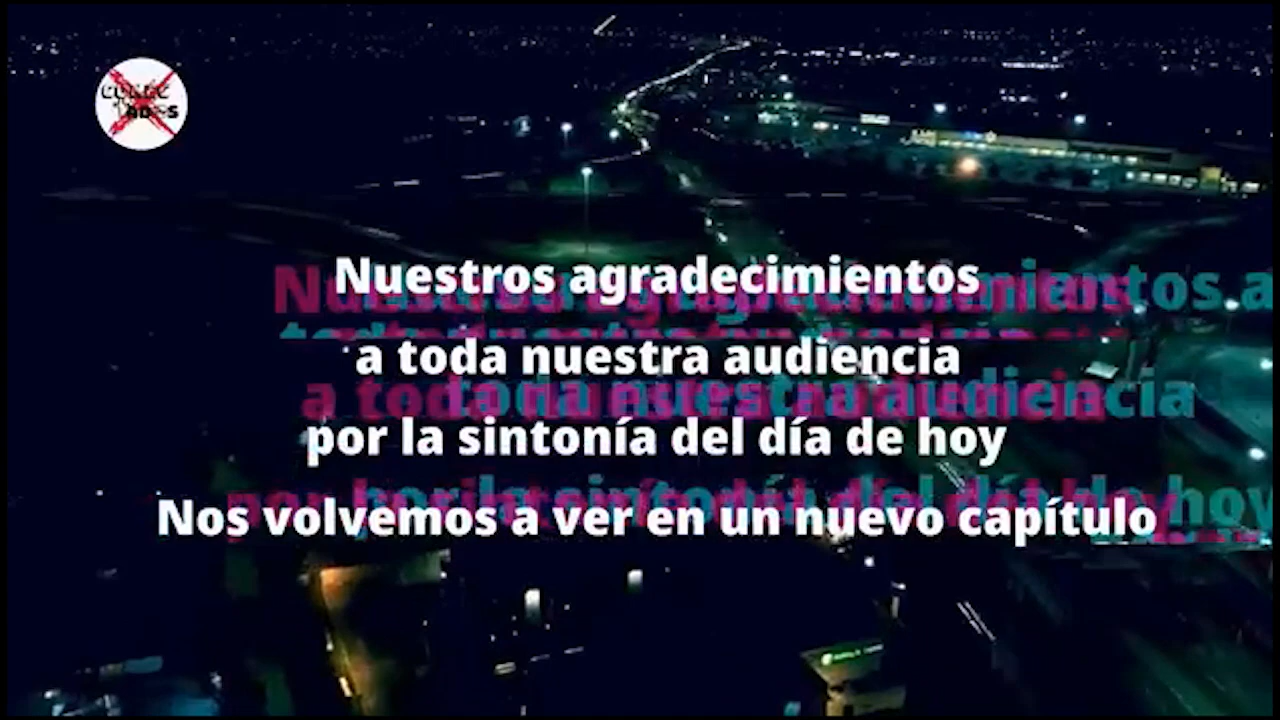 Nuestros agradecimientos
a toda nuestra audiencia
por la sintonía del día de hoy
Nos volvemos a ver en un nuevo capítulo